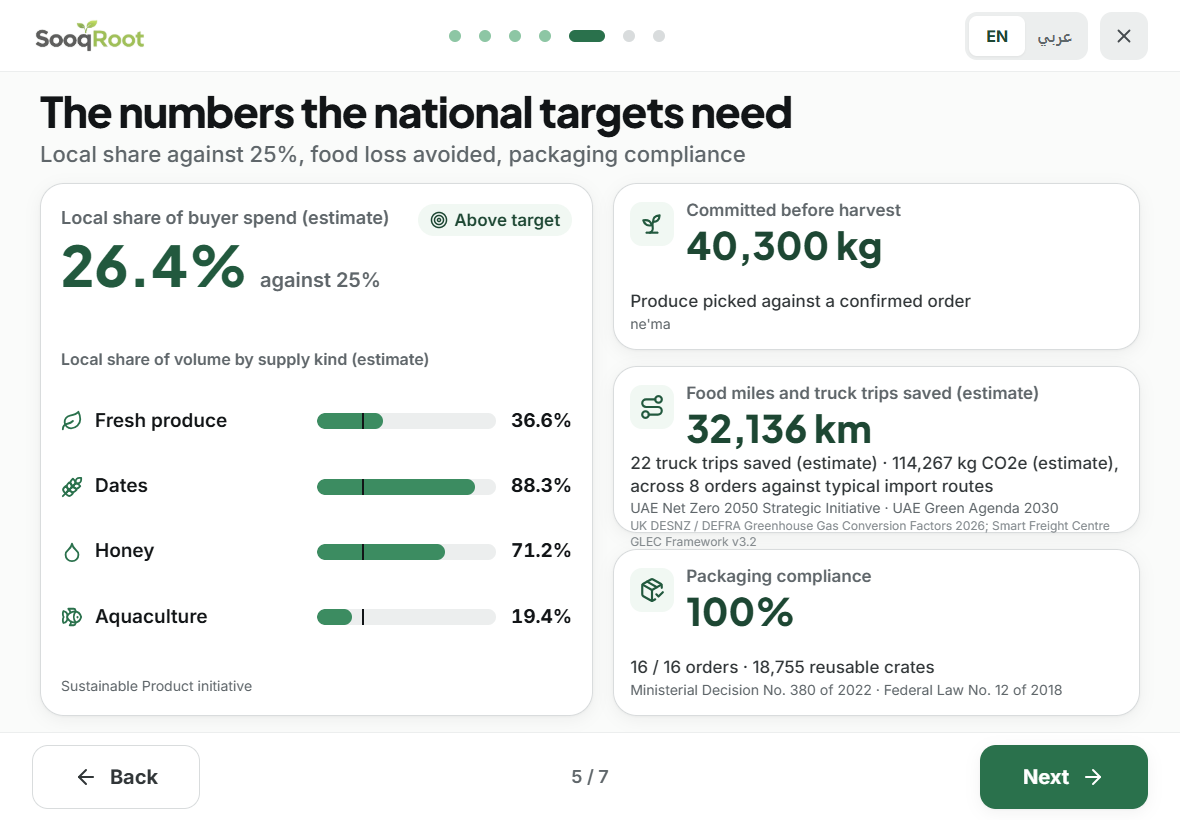 SooqRoot
EN
عربي
The numbers the national targets need
Local share against 25%, food loss avoided, packaging compliance
Local share of buyer spend (estimate)
Above target
26.4% against 25%
Local share of volume by supply kind (estimate)
Fresh produce 36.6%
Dates 88.3%
Honey 71.2%
Aquaculture 19.4%
Sustainable Product initiative
Committed before harvest
40,300 kg
Produce picked against a confirmed order
ne'ma
Food miles and truck trips saved (estimate)
32,136 km
22 truck trips saved (estimate) · 114,267 kg CO2e (estimate),
across 8 orders against typical import routes
UAE Net Zero 2050 Strategic Initiative · UAE Green Agenda 2030
UK DESNZ / DEFRA Greenhouse Gas Conversion Factors 2026; Smart Freight Centre
GLEC Framework v3.2
Packaging compliance
100%
16 / 16 orders · 18,755 reusable crates
Ministerial Decision No. 380 of 2022 · Federal Law No. 12 of 2018
Back
5 / 7
Next